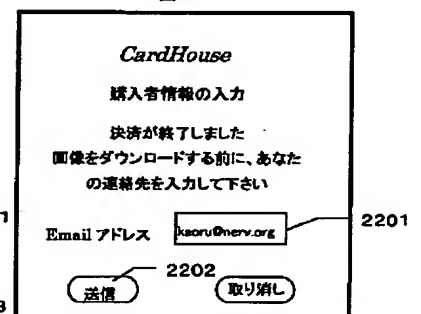 CardHouse
購入者情報の入力
決済が終了しました
画像をダウンロードする前に、あなた
の連絡先を入力して下さい
Email アドレス kaoru@nerv.org 2201
2202
送信 取り消し